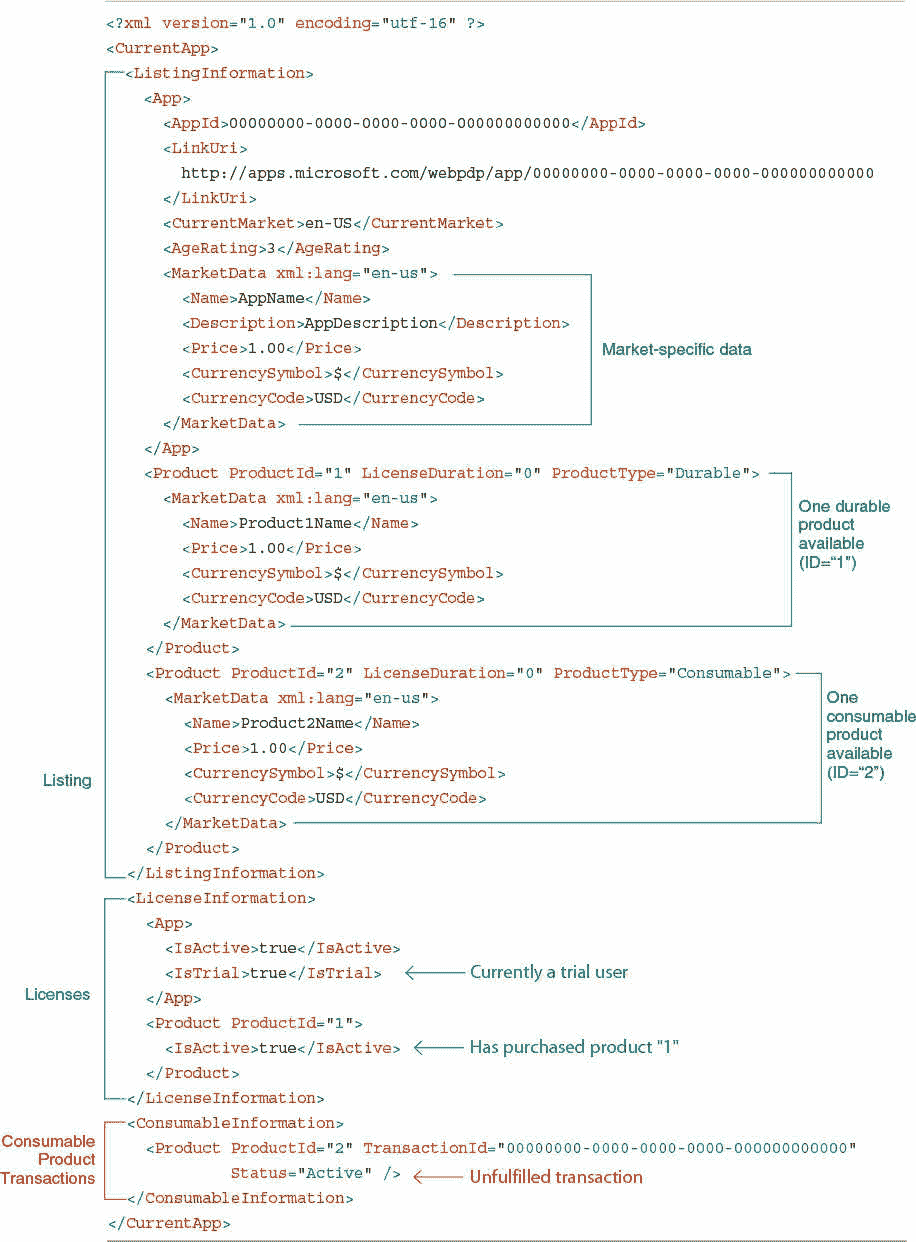 <?xml version="1.0" encoding="utf-16" ?>
<CurrentApp>
<ListingInformation>
<App>
<AppId>00000000-0000-0000-0000-000000000000</AppId>
<LinkUri>
http://apps.microsoft.com/webpdp/app/00000000-0000-0000-0000-000000000000
</LinkUri>
<CurrentMarket>en-US</CurrentMarket>
<AgeRating>3</AgeRating>
<MarketData xml:lang="en-us">
<Name>AppName</Name>
<Description>AppDescription</Description>
<Price>1.00</Price>
Market-specific data
<CurrencySymbol>$</CurrencySymbol>
<CurrencyCode>USD</CurrencyCode>
</MarketData>
</App>
<Product ProductId="1" LicenseDuration="0" ProductType="Durable">
<MarketData xml:lang="en-us">
<Name>Product1Name</Name>
<Price>1.00</Price>
<CurrencySymbol>$</CurrencySymbol>
<CurrencyCode>USD</CurrencyCode>
</MarketData>
One durable
product
available
(ID=“1”)
</Product>
<Product ProductId="2" LicenseDuration="0" ProductType="Consumable">
<MarketData xml:lang="en-us">
<Name>Product2Name</Name>
<Price>1.00</Price>
<CurrencySymbol>$</CurrencySymbol>
<CurrencyCode>USD</CurrencyCode>
</MarketData>
One
consumable
product
available
(ID=“2”)
Listing
</Product>
</ListingInformation>
<LicenseInformation>
<App>
<IsActive>true</IsActive>
<IsTrial>true</IsTrial>
Currently a trial user
Licenses
</App>
<Product ProductId="1">
<IsActive>true</IsActive>
Has purchased product "1"
</Product>
</LicenseInformation>
<ConsumableInformation>
Consumable
Product
Transactions
<Product ProductId="2" TransactionId="00000000-0000-0000-0000-000000000000"
Status="Active" />
Unfulfilled transaction
</ConsumableInformation>
</CurrentApp>